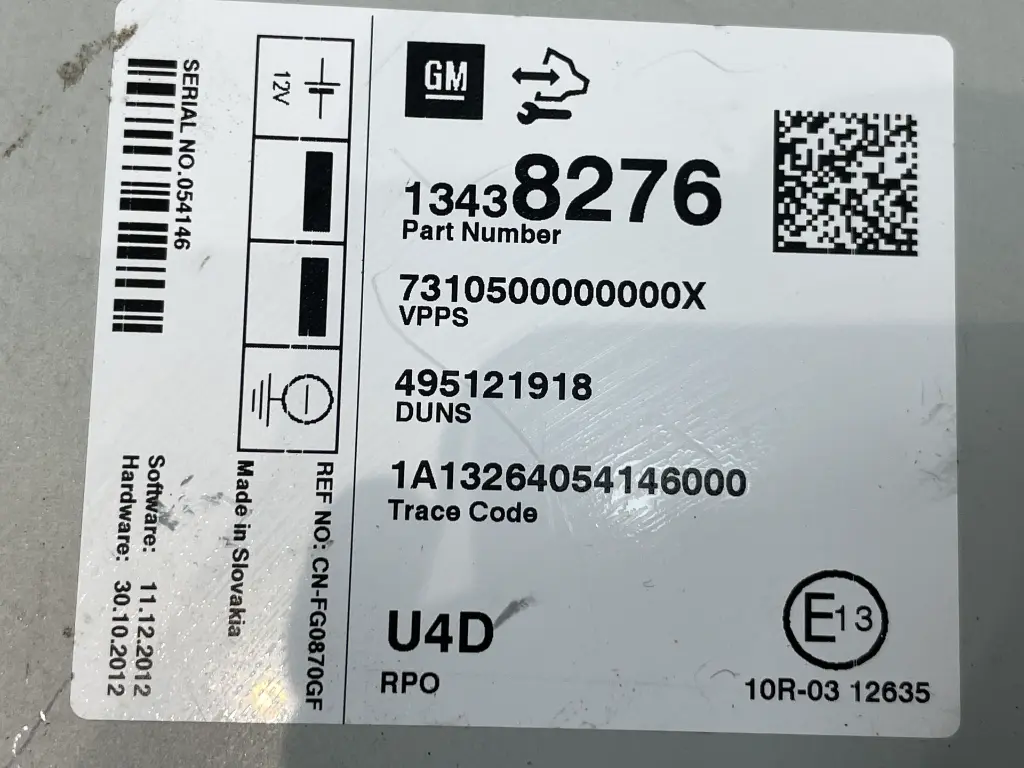 GM
13438276
Part Number
7310500000000X
VPPS
495121918
DUNS
1A13264054146000
Trace Code
U4D
RPO
E13
10R-03 12635
12V
SERIAL NO.054146
REF NO: CN-FG0870GF
Made in Slovakia
Software: 11.12.2012
Hardware: 30.10.2012